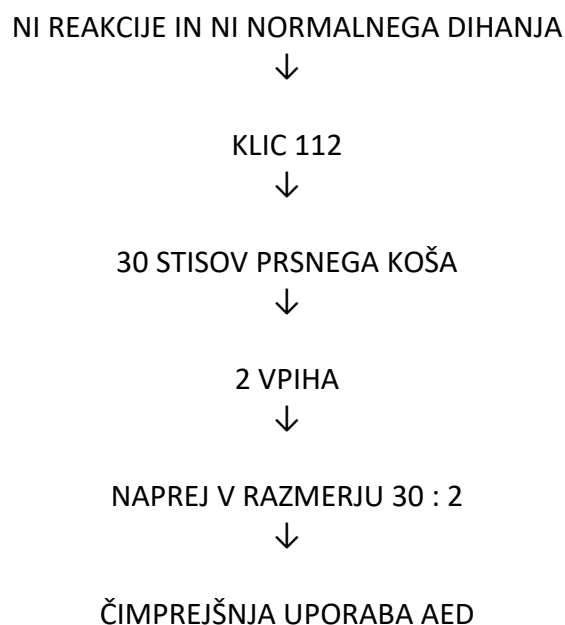 NI REAKCIJE IN NI NORMALNEGA DIHANJA
↓
KLIC 112
↓
30 STISOV PRSNEGA KOŠA
↓
2 VPIHA
↓
NAPREJ V RAZMERJU 30 : 2
↓
ČIMPREJŠNJA UPORABA AED